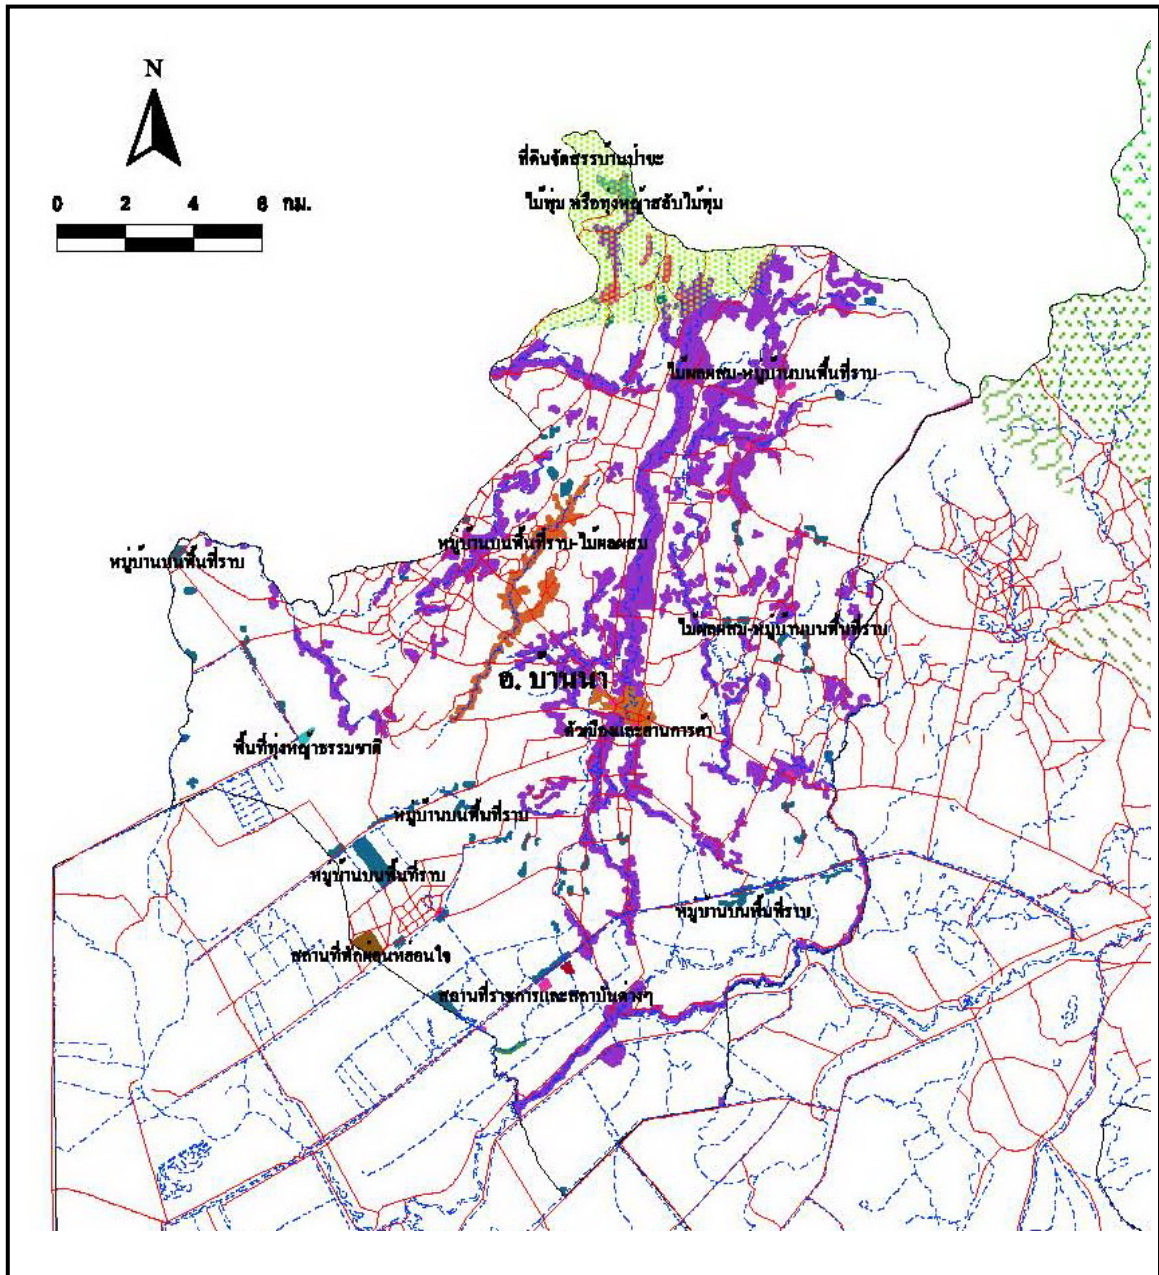 N
0 2 4 6 กม.
ที่ดินจัดสรรบ้านป่าขะ
ไม้พุ่ม หรือทุ่งหญ้าสลับไม้พุ่ม
ไม้ผลผสม-หมู่บ้านบนพื้นที่ราบ
หมู่บ้านบนพื้นที่ราบ-ไม้ผลผสม
หมู่บ้านบนพื้นที่ราบ
ไม้ผลผสม-หมู่บ้านบนพื้นที่ราบ
อ. บ้านนา
ตัวเมืองและย่านการค้า
พื้นที่ทุ่งหญ้าธรรมชาติ
หมู่บ้านบนพื้นที่ราบ
หมู่บ้านบนพื้นที่ราบ
หมู่บ้านบนพื้นที่ราบ
สถานที่พักผ่อนหย่อนใจ
สถานที่ราชการและสถาบันต่างๆ